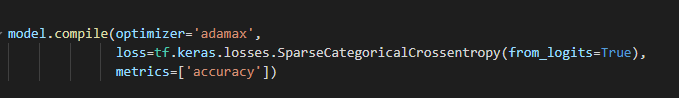 model.compile(optimizer='adamax',
loss=tf.keras.losses.SparseCategoricalCrossentropy(from_logits=True),
metrics=['accuracy'])